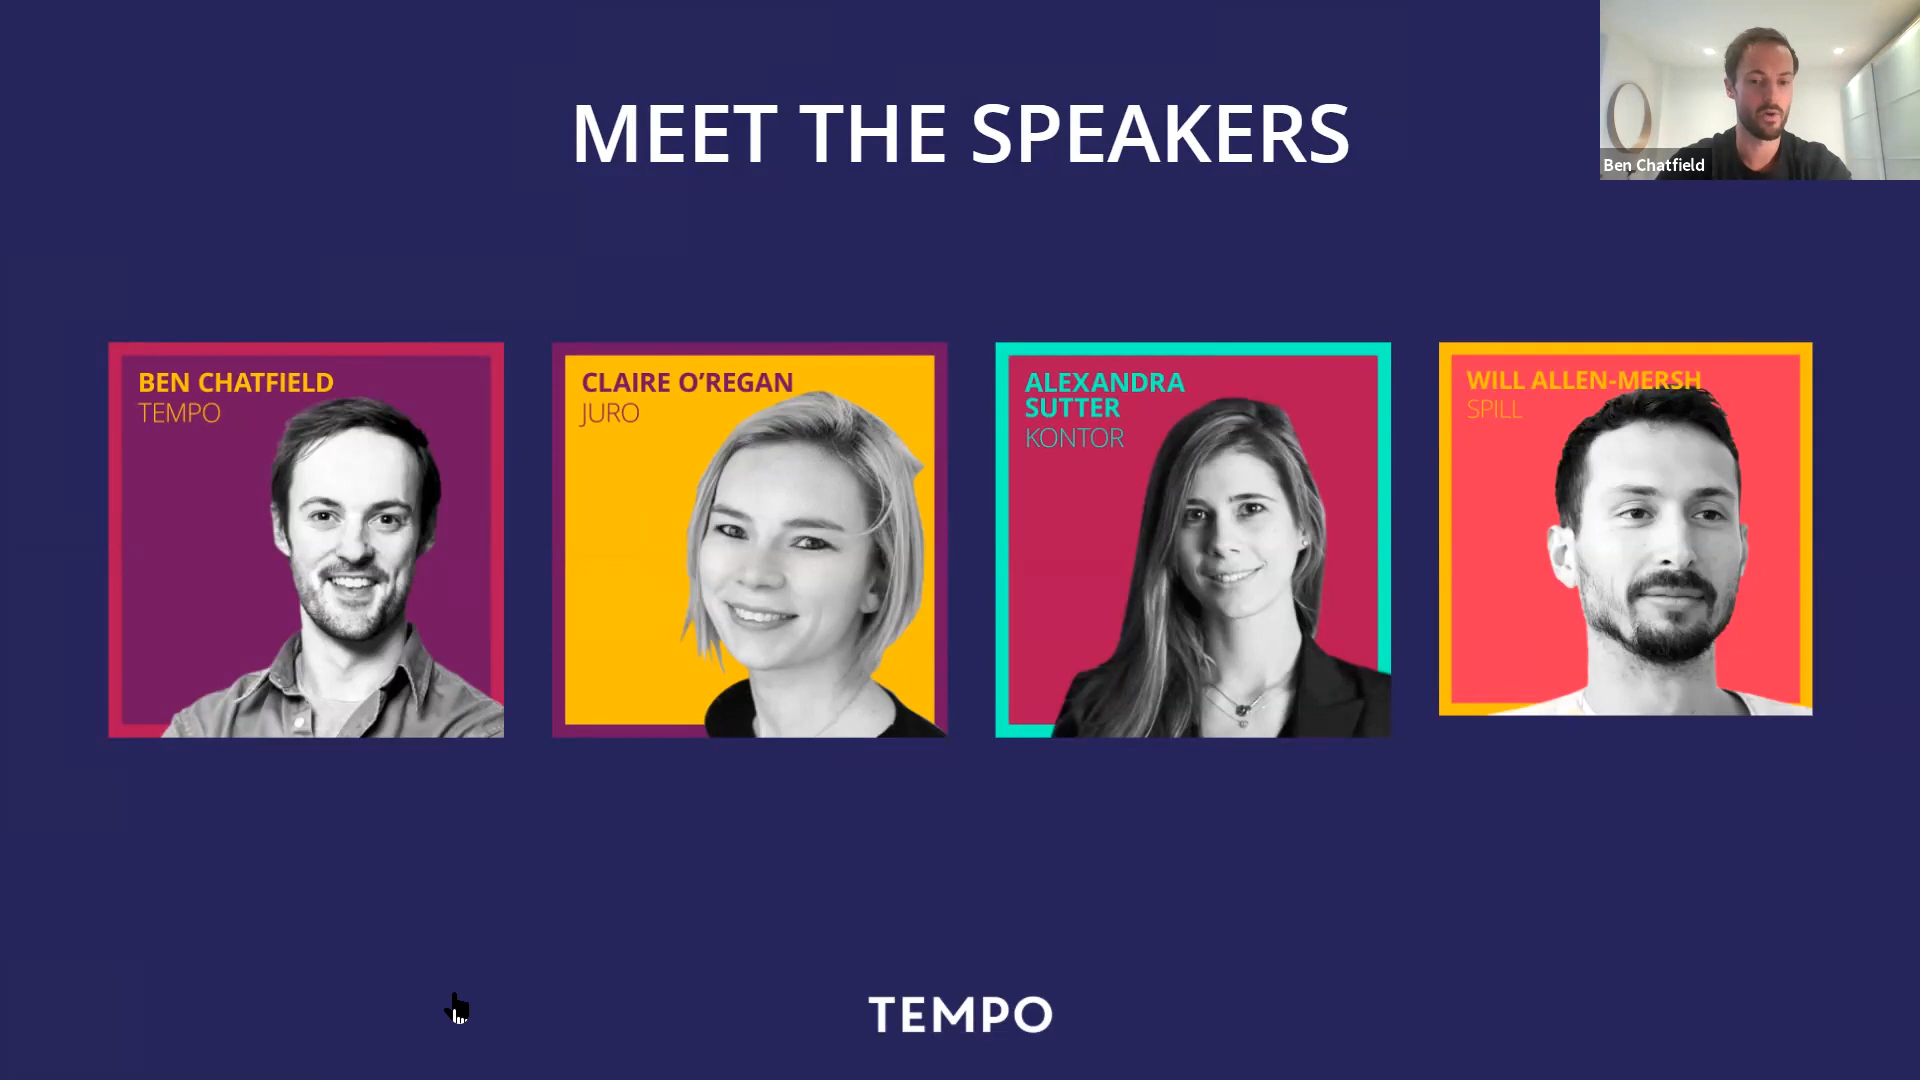 MEET THE SPEAKERS
Ben Chatfield
BEN CHATFIELD
TEMPO
CLAIRE O’REGAN
JURO
ALEXANDRA
SUTTER
KONTOR
WILL ALLEN-MERSH
SPILL
TEMPO